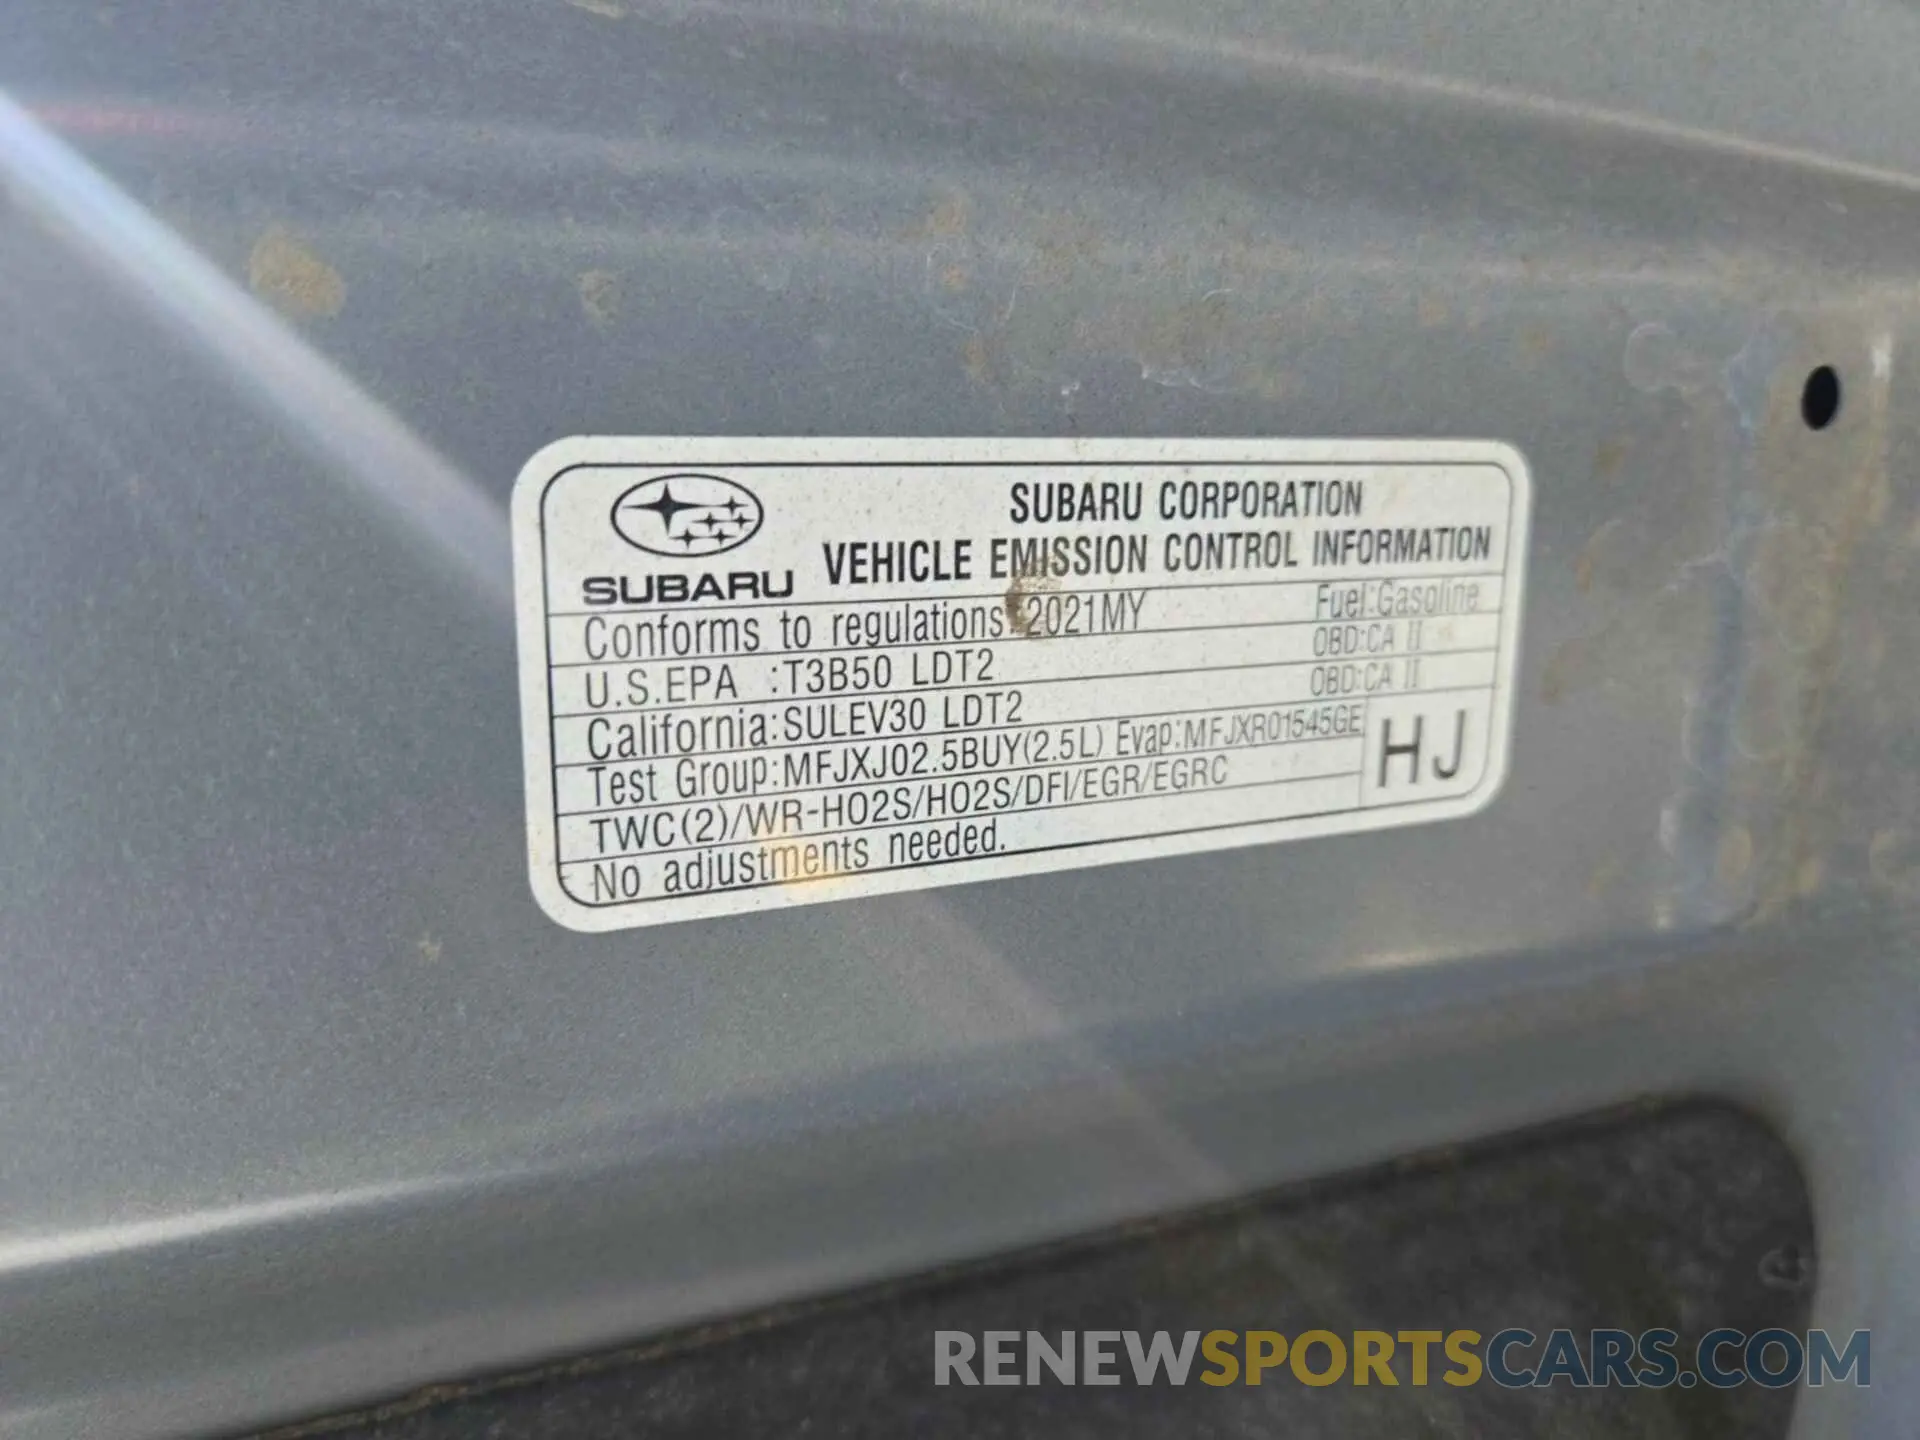 SUBARU CORPORATION
SUBARU VEHICLE EMISSION CONTROL INFORMATION
Conforms to regulations: 2021MY Fuel:Gasoline
U.S.EPA :T3B50 LDT2 OBD:CA II
California:SULEV30 LDT2 OBD:CA II
Test Group:MFJXJ02.5BUY(2.5L) Evap:MFJXR01545GE
HJ
TWC(2)/WR-HO2S/HO2S/DFI/EGR/EGRC
No adjustments needed.
RENEWSPORTSCARS.COM